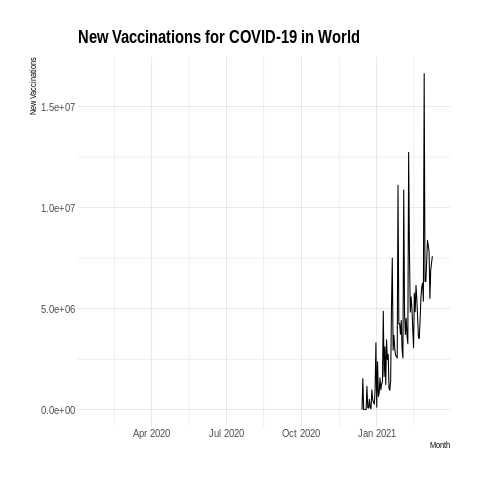 New Vaccinations for COVID-19 in World
New Vaccinations
1.5e+07
1.0e+07
5.0e+06
0.0e+00
Apr 2020 Jul 2020 Oct 2020 Jan 2021
Month